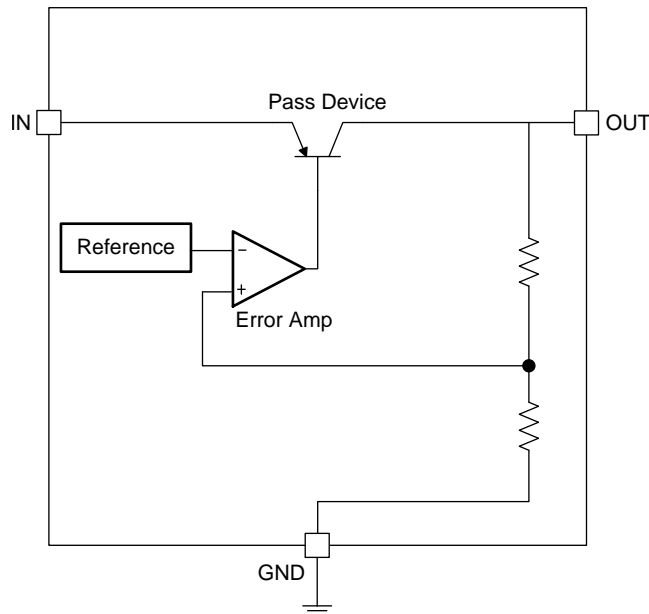 Pass Device
IN
OUT
Reference
−
+
Error Amp
GND